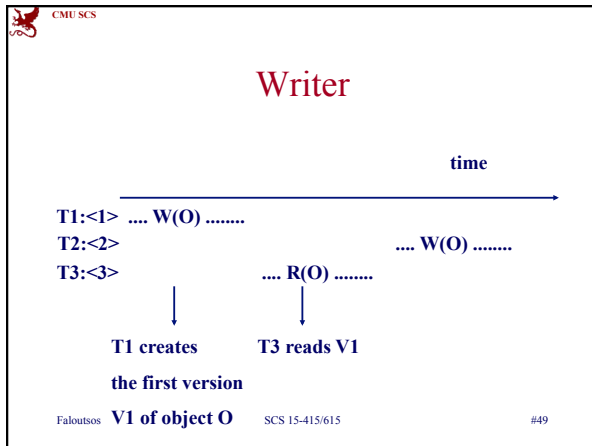 CMU SCS
Writer
time
T1:<1> .... W(O) ........
T2:<2> .... W(O) ........
T3:<3> .... R(O) ........
T1 creates T3 reads V1
the first version
V1 of object O
Faloutsos SCS 15-415/615 #49